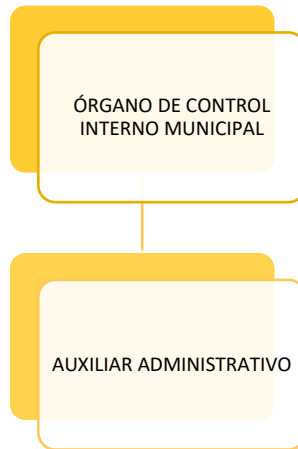 ÓRGANO DE CONTROL
INTERNO MUNICIPAL
AUXILIAR ADMINISTRATIVO